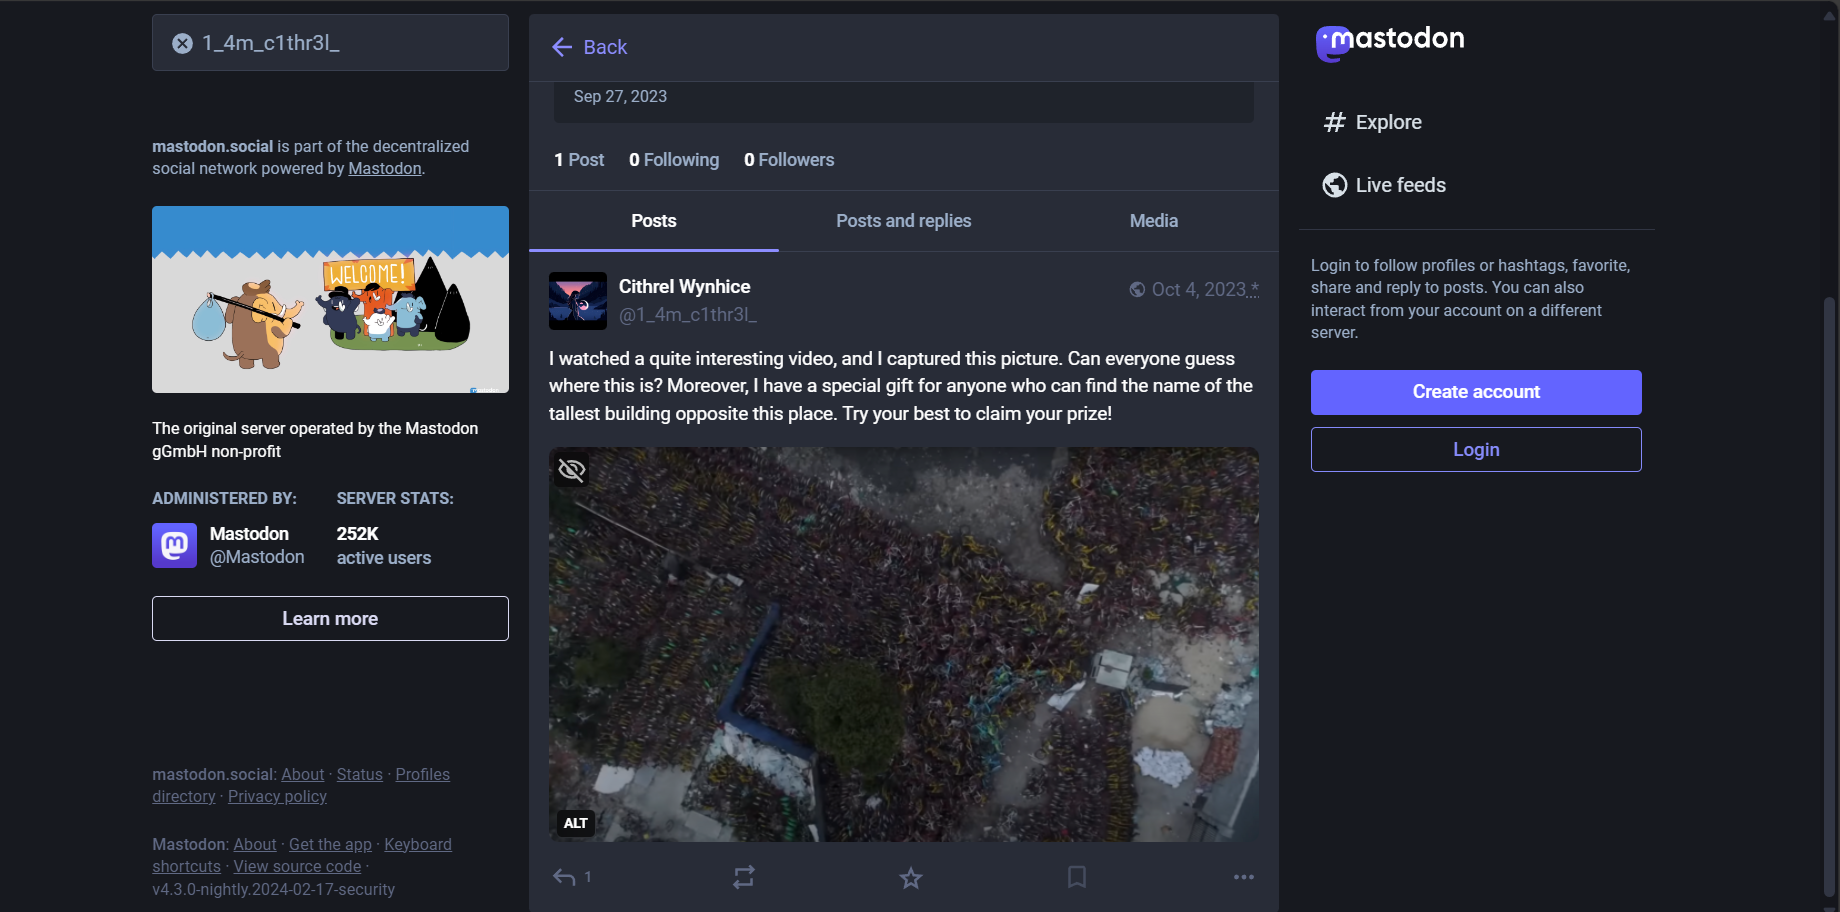 1_4m_c1thr3l_
mastodon.social is part of the decentralized
social network powered by Mastodon.
WELCOME!
mastodon
The original server operated by the Mastodon
gGmbH non-profit
ADMINISTERED BY:
Mastodon
@Mastodon
SERVER STATS:
252K
active users
Learn more
mastodon.social: About · Status · Profiles
directory · Privacy policy
Mastodon: About · Get the app · Keyboard
shortcuts · View source code ·
v4.3.0-nightly.2024-02-17-security
Back
Sep 27, 2023
1 Post 0 Following 0 Followers
Posts Posts and replies Media
Cithrel Wynhice
@1_4m_c1thr3l_
Oct 4, 2023 *
I watched a quite interesting video, and I captured this picture. Can everyone guess
where this is? Moreover, I have a special gift for anyone who can find the name of the
tallest building opposite this place. Try your best to claim your prize!
ALT
1
mastodon
Explore
Live feeds
Login to follow profiles or hashtags, favorite,
share and reply to posts. You can also
interact from your account on a different
server.
Create account
Login